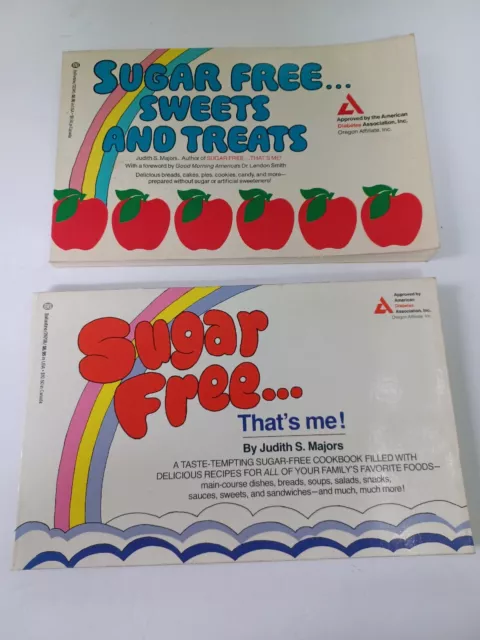 SUGAR FREE...
SWEETS
AND TREATS
Approved by the American
Diabetes Association, Inc.
Oregon Affiliate, Inc.
Judith S. Majors, Author of SUGAR FREE...THAT'S ME!
With a foreword by Good Morning America's Dr. Landon Smith
Delicious breads, cakes, pies, cookies, candy, and more—
prepared without sugar or artificial sweeteners!
Sugar
Free...
That's me!
Approved by
American
Diabetes
Association, Inc.
Oregon Affiliate, Inc.
By Judith S. Majors
A TASTE-TEMPTING SUGAR-FREE COOKBOOK FILLED WITH
DELICIOUS RECIPES FOR ALL OF YOUR FAMILY'S FAVORITE FOODS—
main-course dishes, breads, soups, salads, snacks,
sauces, sweets, and sandwiches—and much, much more!